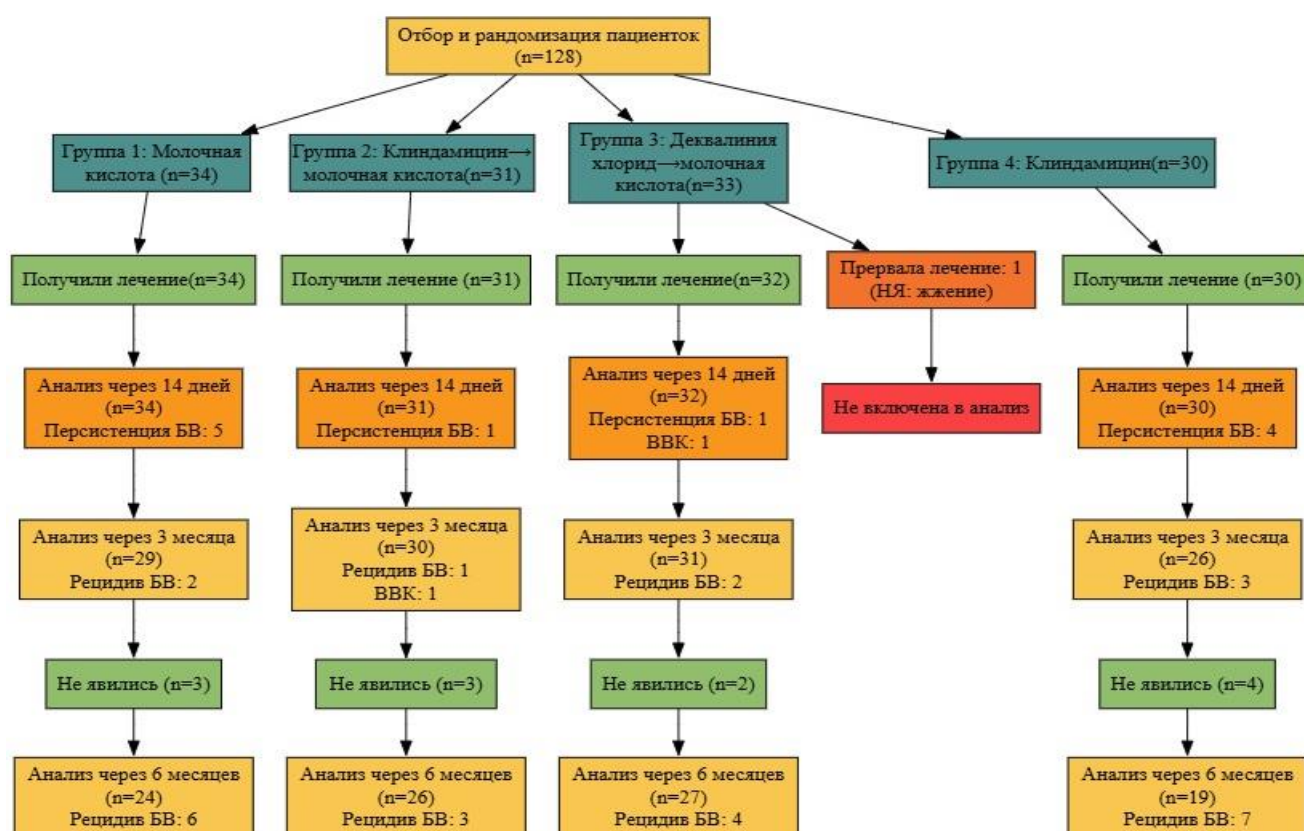 Отбор и рандомизация пациенток
(n=128)
Группа 1: Молочная
кислота (n=34)
Группа 2: Клиндамицин→
молочная кислота(n=31)
Группа 3: Деквалиния
хлорид→молочная
кислота(n=33)
Группа 4: Клиндамицин(n=30)
Получили лечение(n=34)
Получили лечение (n=31)
Получили лечение(n=32)
Прервала лечение: 1
(НЯ: жжение)
Получили лечение (n=30)
Анализ через 14 дней
(n=34)
Персистенция БВ: 5
Анализ через 14 дней
(n=31)
Персистенция БВ: 1
Анализ через 14 дней
(n=32)
Персистенция БВ: 1
ВВК: 1
Не включена в анализ
Анализ через 14 дней
(n=30)
Персистенция БВ: 4
Анализ через 3 месяца
(n=29)
Рецидив БВ: 2
Анализ через 3 месяца
(n=30)
Рецидив БВ: 1
ВВК: 1
Анализ через 3 месяца
(n=31)
Рецидив БВ: 2
Анализ через 3 месяца
(n=26)
Рецидив БВ: 3
Не явились (n=3)
Не явились (n=3)
Не явились (n=2)
Не явились (n=4)
Анализ через 6 месяцев
(n=24)
Рецидив БВ: 6
Анализ через 6 месяцев
(n=26)
Рецидив БВ: 3
Анализ через 6 месяцев
(n=27)
Рецидив БВ: 4
Анализ через 6 месяцев
(n=19)
Рецидив БВ: 7